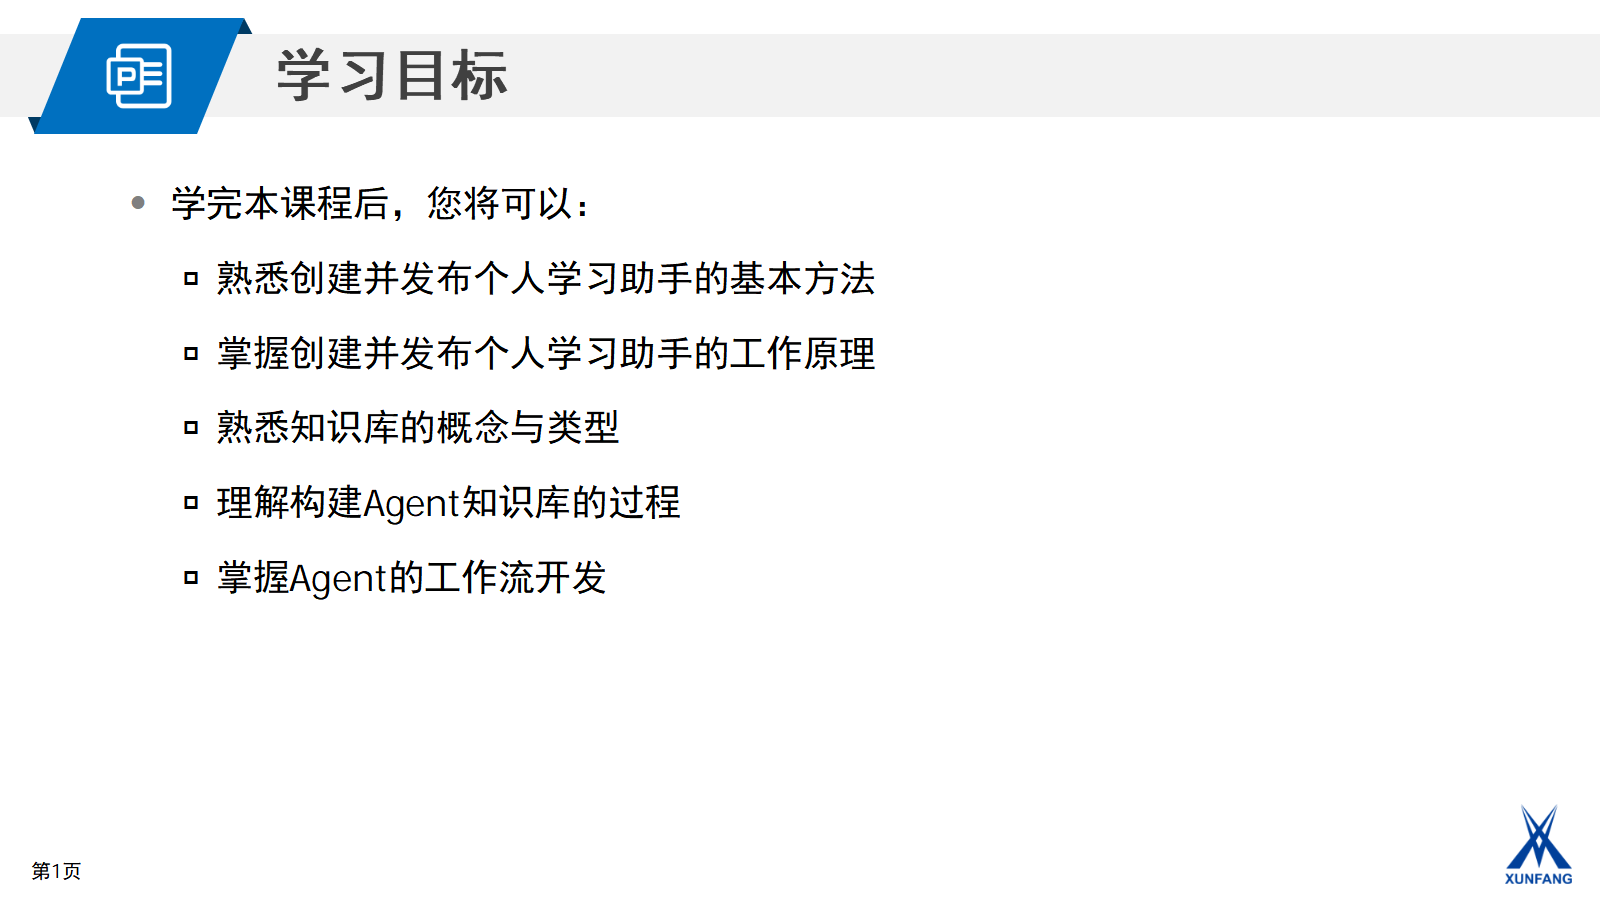 学习目标
学完本课程后，您将可以：
熟悉创建并发布个人学习助手的基本方法
掌握创建并发布个人学习助手的工作原理
熟悉知识库的概念与类型
理解构建Agent知识库的过程
掌握Agent的工作流开发
第1页
XUNFANG